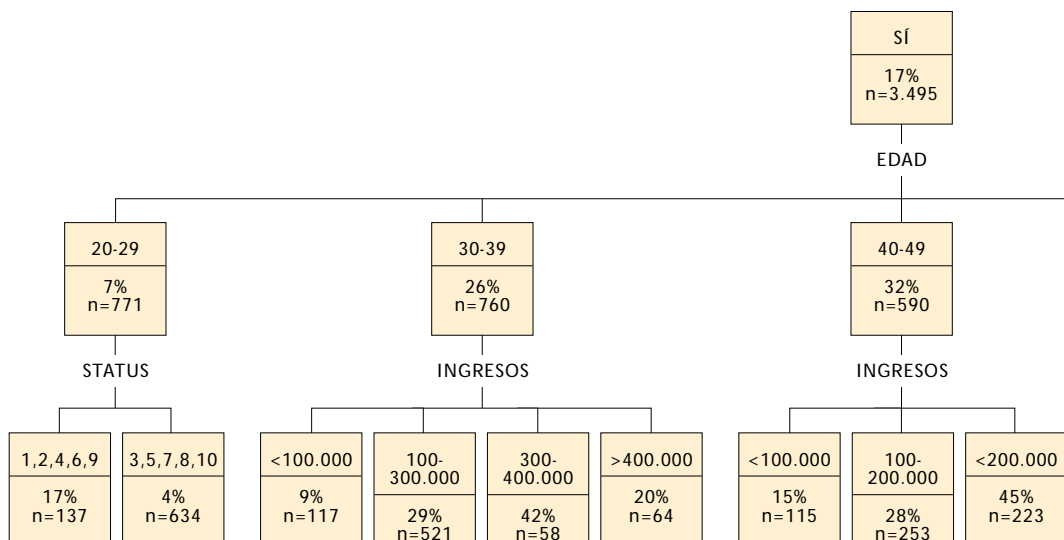 SÍ
17%
n=3.495
EDAD
20-29
7%
n=771
30-39
26%
n=760
40-49
32%
n=590
STATUS
INGRESOS
INGRESOS
1,2,4,6,9
17%
n=137
3,5,7,8,10
4%
n=634
<100.000
9%
n=117
100-
300.000
29%
n=521
300-
400.000
42%
n=58
>400.000
20%
n=64
<100.000
15%
n=115
100-
200.000
28%
n=253
<200.000
45%
n=223